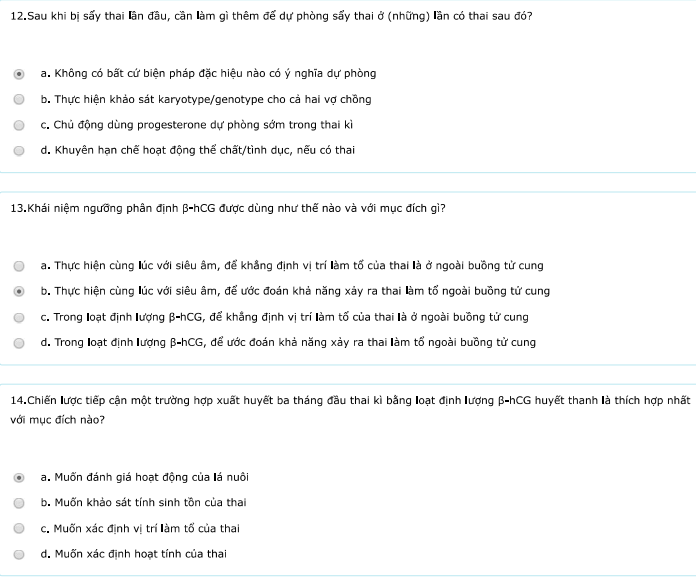 12.Sau khi bị sẩy thai lần đầu, cần làm gì thêm để dự phòng sẩy thai ở (những) lần có thai sau đó?
a. Không có bất cứ biện pháp đặc hiệu nào có ý nghĩa dự phòng
b. Thực hiện khảo sát karyotype/genotype cho cả hai vợ chồng
c. Chủ động dùng progesterone dự phòng sớm trong thai kì
d. Khuyên hạn chế hoạt động thể chất/tình dục, nếu có thai
13.Khái niệm ngưỡng phân định β-hCG được dùng như thế nào và với mục đích gì?
a. Thực hiện cùng lúc với siêu âm, để khẳng định vị trí làm tổ của thai là ở ngoài buồng tử cung
b. Thực hiện cùng lúc với siêu âm, để ước đoán khả năng xảy ra thai làm tổ ngoài buồng tử cung
c. Trong loạt định lượng β-hCG, để khẳng định vị trí làm tổ của thai là ở ngoài buồng tử cung
d. Trong loạt định lượng β-hCG, để ước đoán khả năng xảy ra thai làm tổ ngoài buồng tử cung
14.Chiến lược tiếp cận một trường hợp xuất huyết ba tháng đầu thai kì bằng loạt định lượng β-hCG huyết thanh là thích hợp nhất
với mục đích nào?
a. Muốn đánh giá hoạt động của lá nuôi
b. Muốn khảo sát tính sinh tồn của thai
c. Muốn xác định vị trí làm tổ của thai
d. Muốn xác định hoạt tính của thai